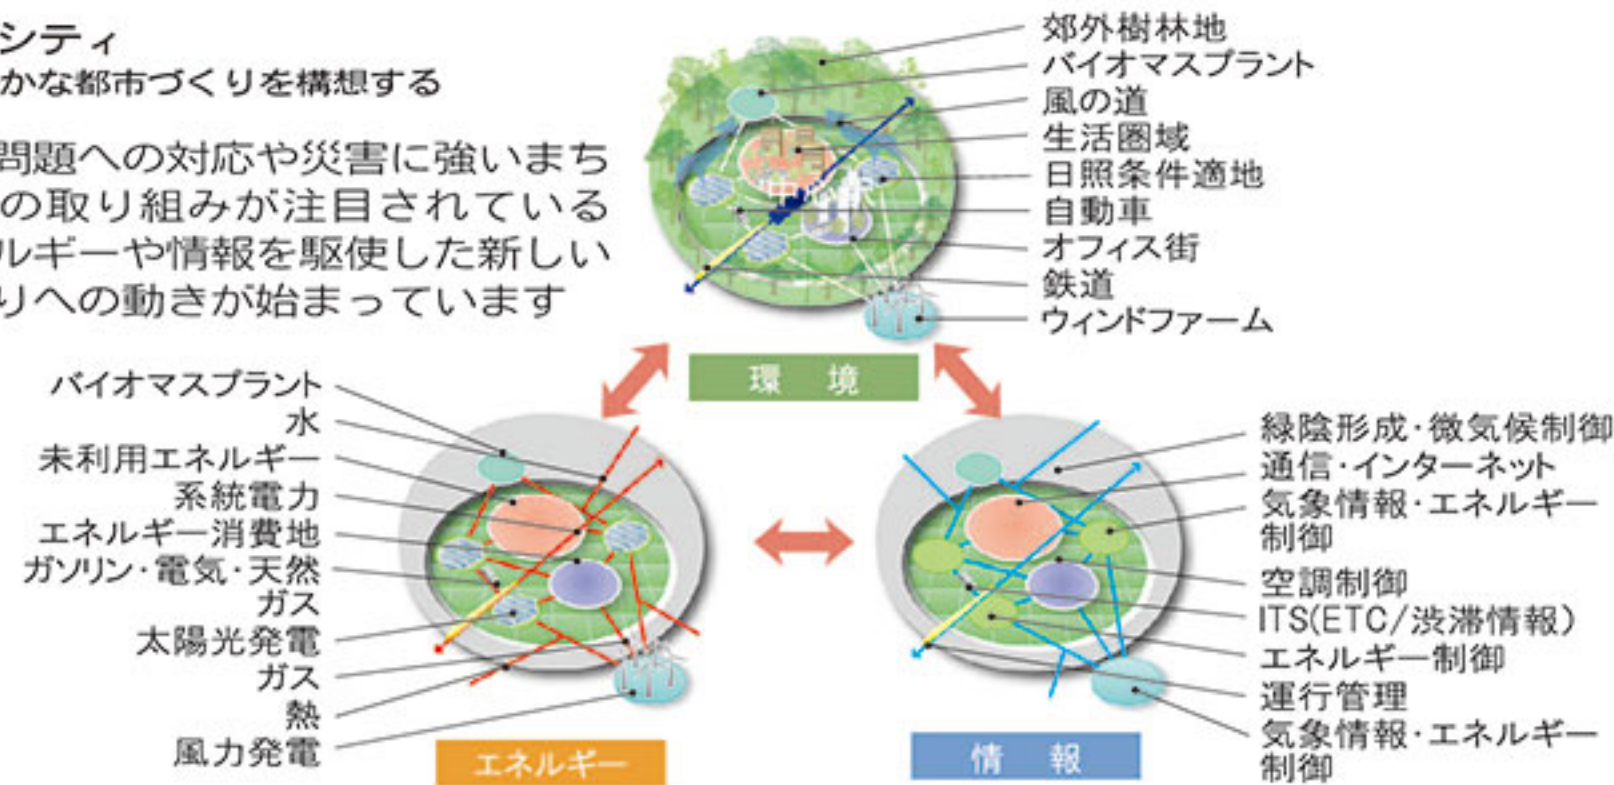 シティ
かな都市づくりを構想する
問題への対応や災害に強いまち
の取り組みが注目されている
ルギーや情報を駆使した新しい
りへの動きが始まっています
郊外樹林地
バイオマスプラント
風の道
生活圏域
日照条件適地
自動車
オフィス街
鉄道
ウィンドファーム
環 境
バイオマスプラント
水
未利用エネルギー
系統電力
エネルギー消費地
ガソリン・電気・天然
ガス
太陽光発電
ガス
熱
風力発電
エネルギー
緑陰形成・微気候制御
通信・インターネット
気象情報・エネルギー
制御
空調制御
ITS(ETC/渋滞情報)
エネルギー制御
運行管理
気象情報・エネルギー
制御
情 報